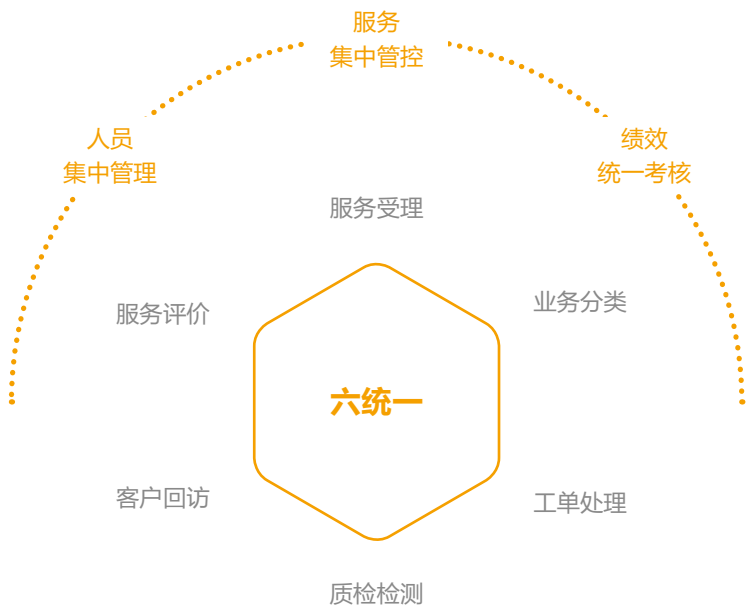 服务
集中管控
人员
集中管理
绩效
统一考核
服务受理
服务评价
业务分类
六统一
客户回访
工单处理
质检检测